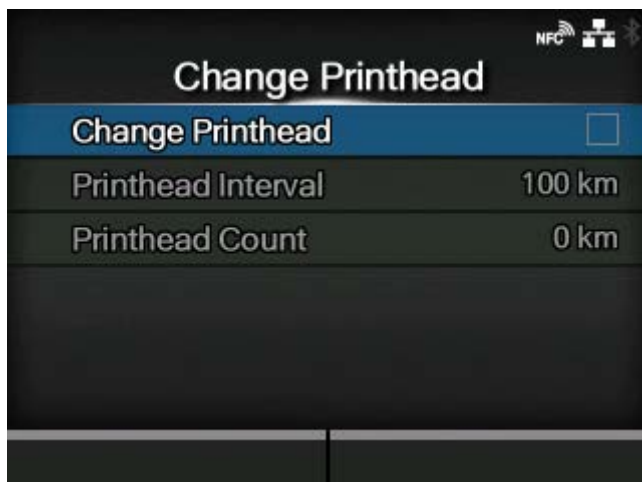 NFC
Change Printhead
Change Printhead
Printhead Interval 100 km
Printhead Count 0 km